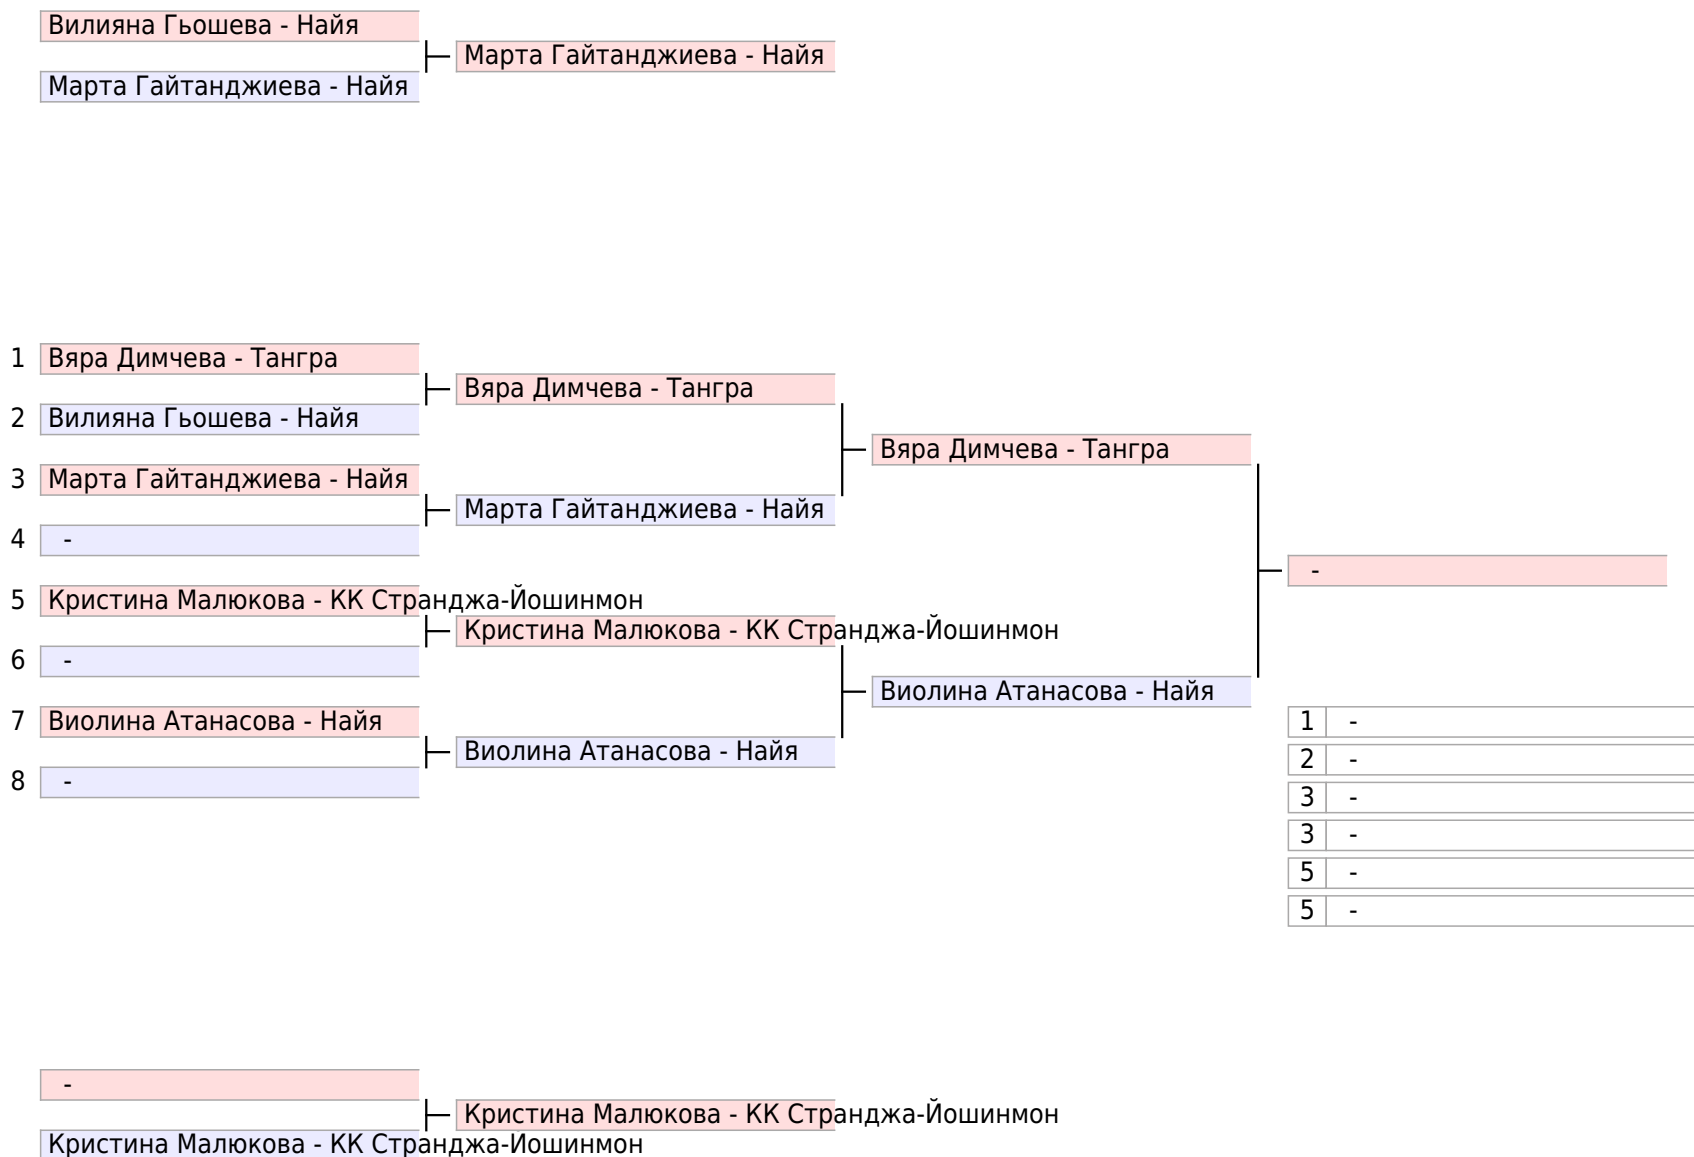 Вилияна Гьошева - Найя
Марта Гайтанджиева - Найя
Марта Гайтанджиева - Найя
1 Вяра Димчева - Тангра
Вяра Димчева - Тангра
2 Вилияна Гьошева - Найя
Вяра Димчева - Тангра
3 Марта Гайтанджиева - Найя
Марта Гайтанджиева - Найя
4 -
-
5 Кристина Малюкова - КК Странджа-Йошинмон
Кристина Малюкова - КК Странджа-Йошинмон
6 -
Виолина Атанасова - Найя
7 Виолина Атанасова - Найя
Виолина Атанасова - Найя
8 -
1 -
2 -
3 -
3 -
5 -
5 -
-
Кристина Малюкова - КК Странджа-Йошинмон
Кристина Малюкова - КК Странджа-Йошинмон